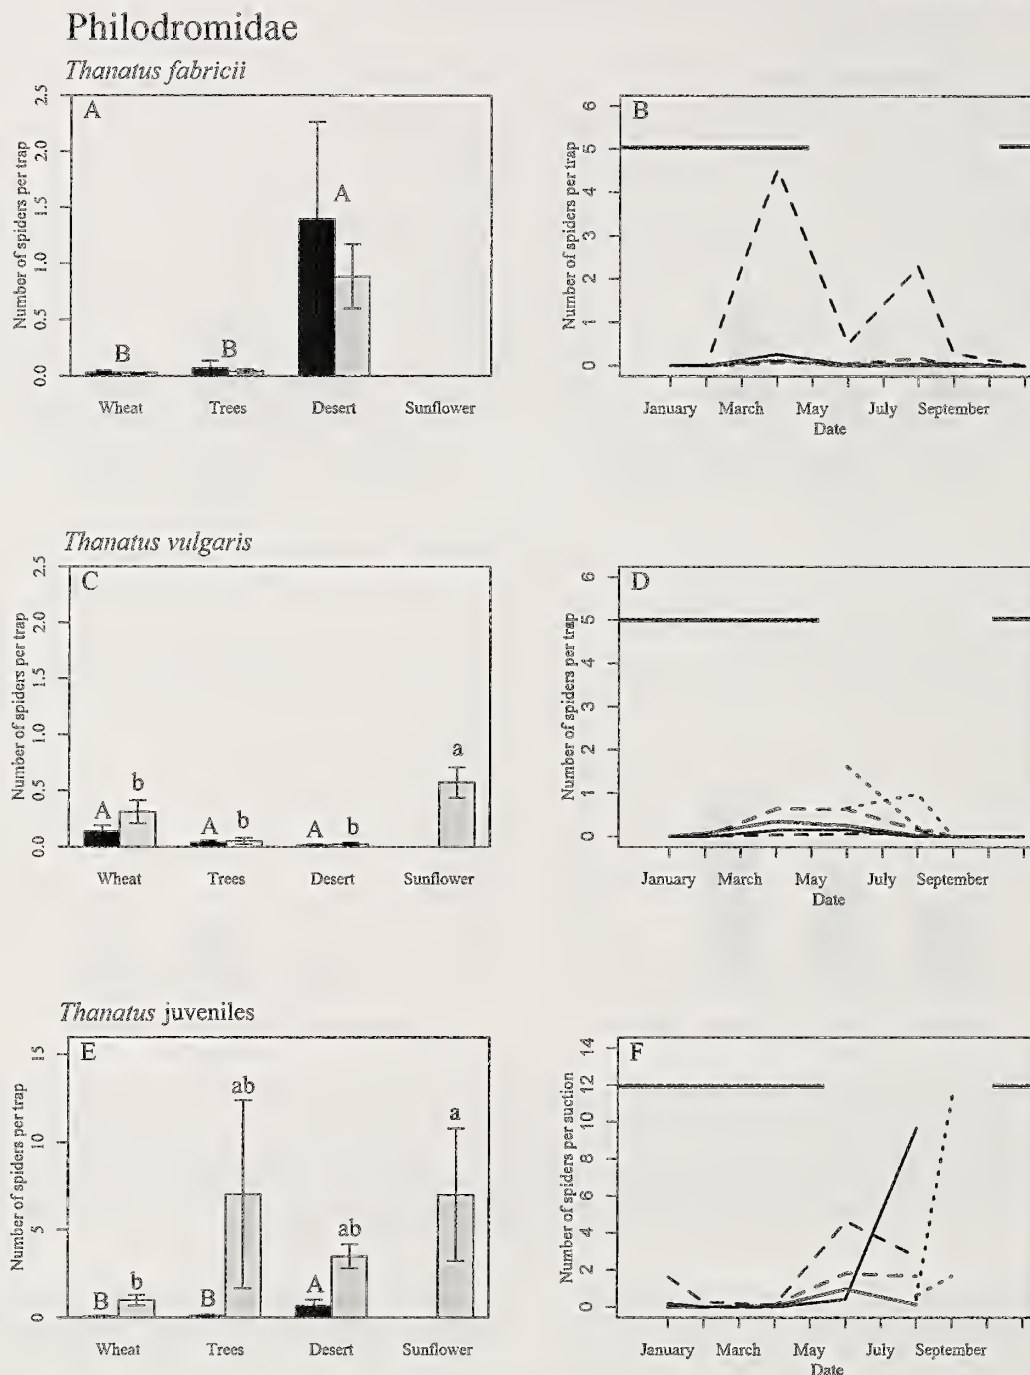 Philodromidae
Thanatus fabricii
A
Number of spiders per trap
0.0 0.5 1.0 1.5 2.0 2.5
B B A
Wheat Trees Desert Sunflower
B
Number of spiders per trap
0 1 2 3 4 5 6
January March May July September
Date
Thanatus vulgaris
C
Number of spiders per trap
0.0 0.5 1.0 1.5 2.0 2.5
A b A b A b a
Wheat Trees Desert Sunflower
D
Number of spiders per trap
0 1 2 3 4 5 6
January March May July September
Date
Thanatus juveniles
E
Number of spiders per trap
0 5 10 15
B b B ab A ab a
Wheat Trees Desert Sunflower
F
Number of spiders per suction
0 2 4 6 8 10 12 14
January March May July September
Date